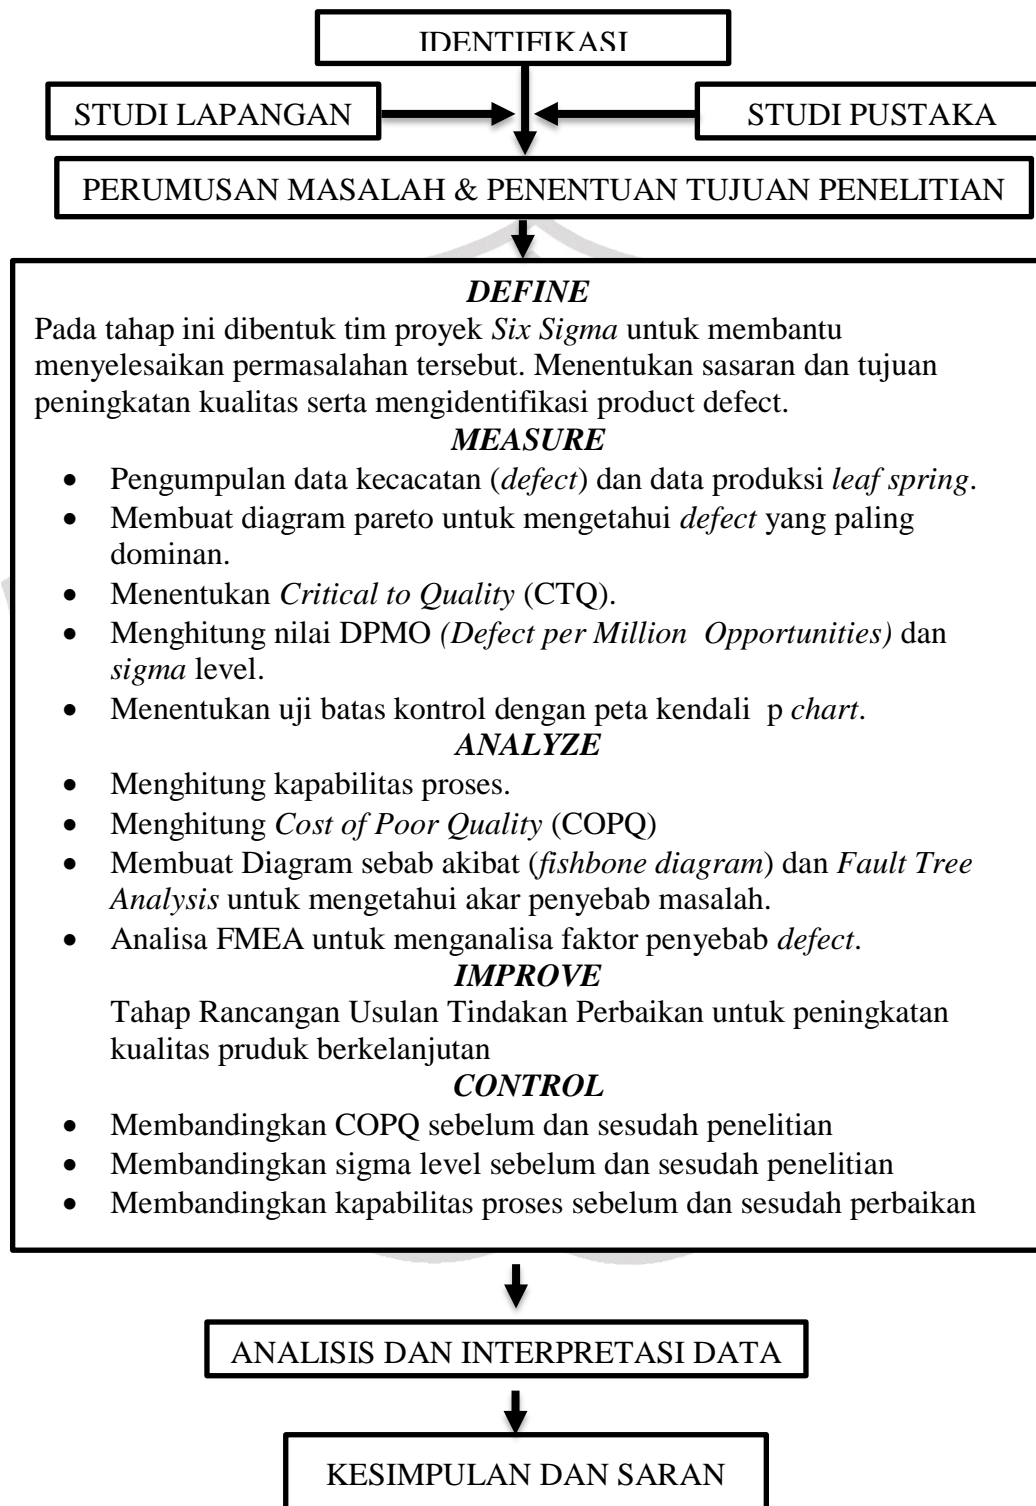 IDENTIFIKASI
STUDI LAPANGAN
STUDI PUSTAKA
PERUMUSAN MASALAH & PENENTUAN TUJUAN PENELITIAN
DEFINE
Pada tahap ini dibentuk tim proyek Six Sigma untuk membantu
menyelesaikan permasalahan tersebut. Menentukan sasaran dan tujuan
peningkatan kualitas serta mengidentifikasi product defect.
MEASURE
• Pengumpulan data kecacatan (defect) dan data produksi leaf spring.
• Membuat diagram pareto untuk mengetahui defect yang paling
dominan.
• Menentukan Critical to Quality (CTQ).
• Menghitung nilai DPMO (Defect per Million Opportunities) dan
sigma level.
• Menentukan uji batas kontrol dengan peta kendali p chart.
ANALYZE
• Menghitung kapabilitas proses.
• Menghitung Cost of Poor Quality (COPQ)
• Membuat Diagram sebab akibat (fishbone diagram) dan Fault Tree
Analysis untuk mengetahui akar penyebab masalah.
• Analisa FMEA untuk menganalisa faktor penyebab defect.
IMPROVE
Tahap Rancangan Usulan Tindakan Perbaikan untuk peningkatan
kualitas pruduk berkelanjutan
CONTROL
• Membandingkan COPQ sebelum dan sesudah penelitian
• Membandingkan sigma level sebelum dan sesudah penelitian
• Membandingkan kapabilitas proses sebelum dan sesudah perbaikan
ANALISIS DAN INTERPRETASI DATA
KESIMPULAN DAN SARAN